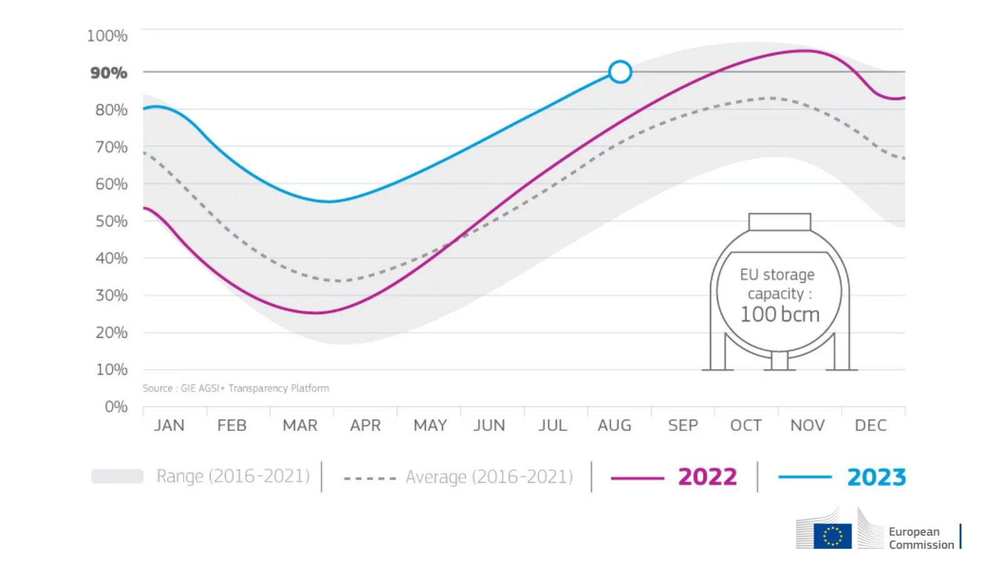 100%
90%
80%
70%
60%
50%
40%
30%
20%
10%
0%
EU storage
capacity :
100 bcm
Source : GIE AGSI+ Transparency Platform
JAN FEB MAR APR MAY JUN JUL AUG SEP OCT NOV DEC
Range (2016-2021) Average (2016-2021) 2022 2023
European
Commission